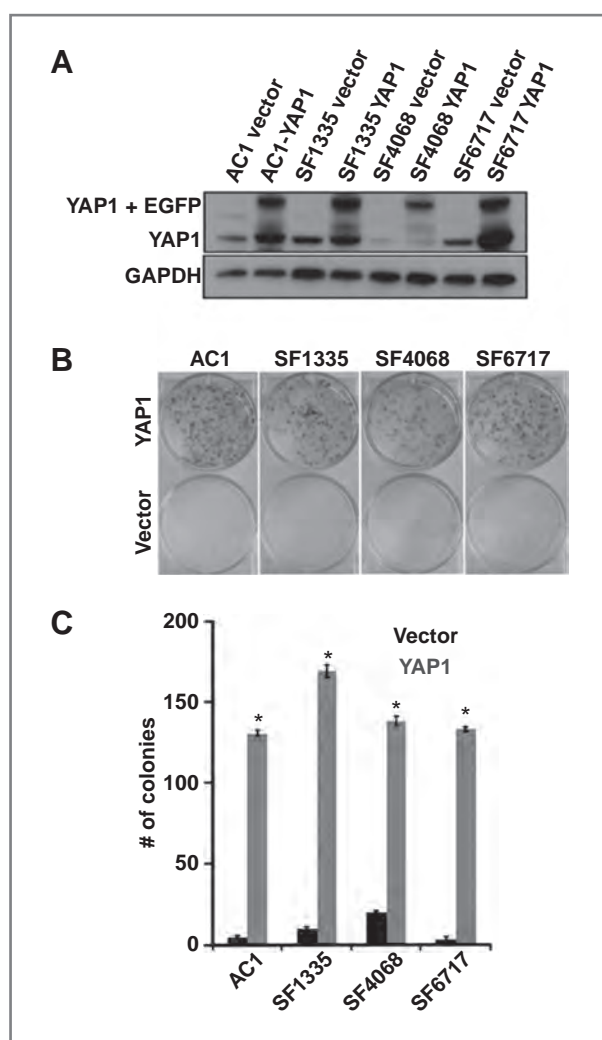 A
AC1 vector
AC1-YAP1
SF1335 vector
SF1335 YAP1
SF4068 vector
SF4068 YAP1
SF6717 vector
SF6717 YAP1
YAP1 + EGFP
YAP1
GAPDH
B
AC1 SF1335 SF4068 SF6717
YAP1
Vector
C
200
150
100
50
0
# of colonies
Vector
YAP1
*
*
*
*
AC1
SF1335
SF4068
SF6717